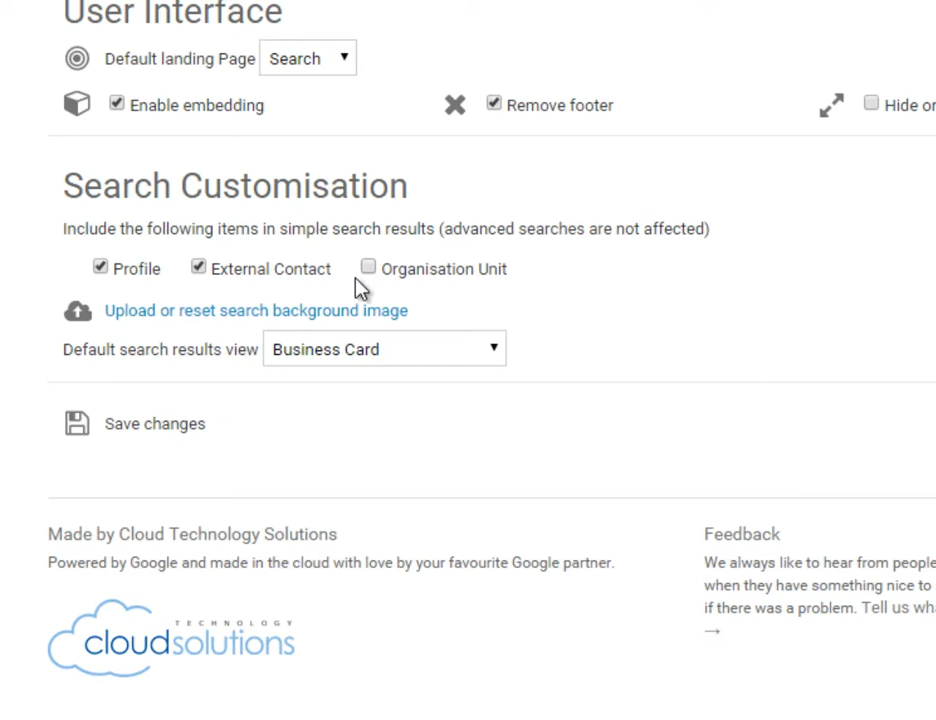 User Interface
Default landing Page Search
Enable embedding Remove footer Hide or
Search Customisation
Include the following items in simple search results (advanced searches are not affected)
Profile External Contact Organisation Unit
Upload or reset search background image
Default search results view Business Card
Save changes
Made by Cloud Technology Solutions
Powered by Google and made in the cloud with love by your favourite Google partner.
Feedback
We always like to hear from people
when they have something nice to
if there was a problem. Tell us wh
→
TECHNOLOGY
cloudsolutions